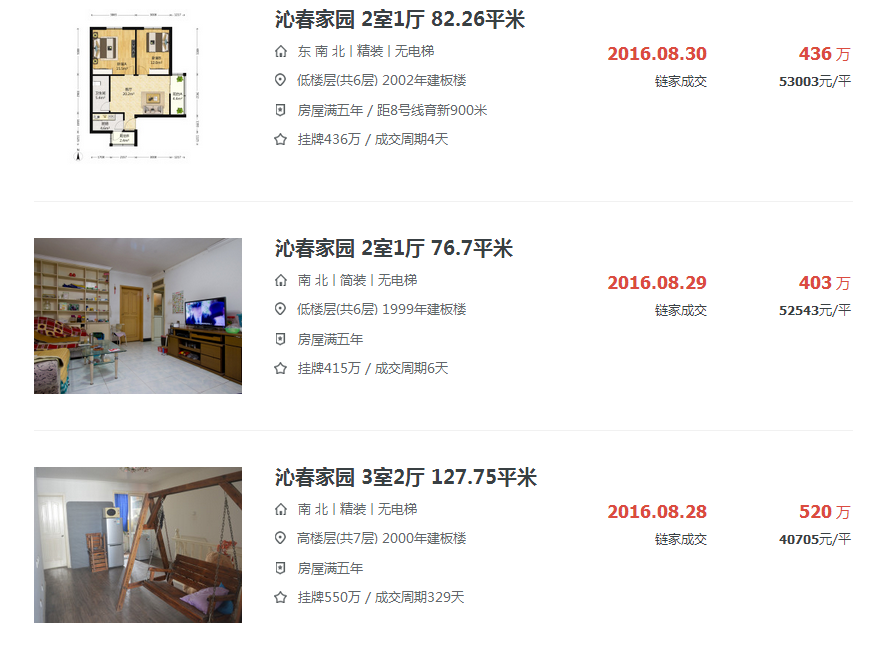 沁春家园 2室1厅 82.26平米
东 南 北 | 精装 | 无电梯
2016.08.30
436 万
低楼层(共6层) 2002年建板楼
链家成交
53003元/平
房屋满五年 / 距8号线育新900米
挂牌436万 / 成交周期4天
沁春家园 2室1厅 76.7平米
南 北 | 简装 | 无电梯
2016.08.29
403 万
低楼层(共6层) 1999年建板楼
链家成交
52543元/平
房屋满五年
挂牌415万 / 成交周期6天
沁春家园 3室2厅 127.75平米
南 北 | 精装 | 无电梯
2016.08.28
520 万
高楼层(共7层) 2000年建板楼
链家成交
40705元/平
房屋满五年
挂牌550万 / 成交周期329天